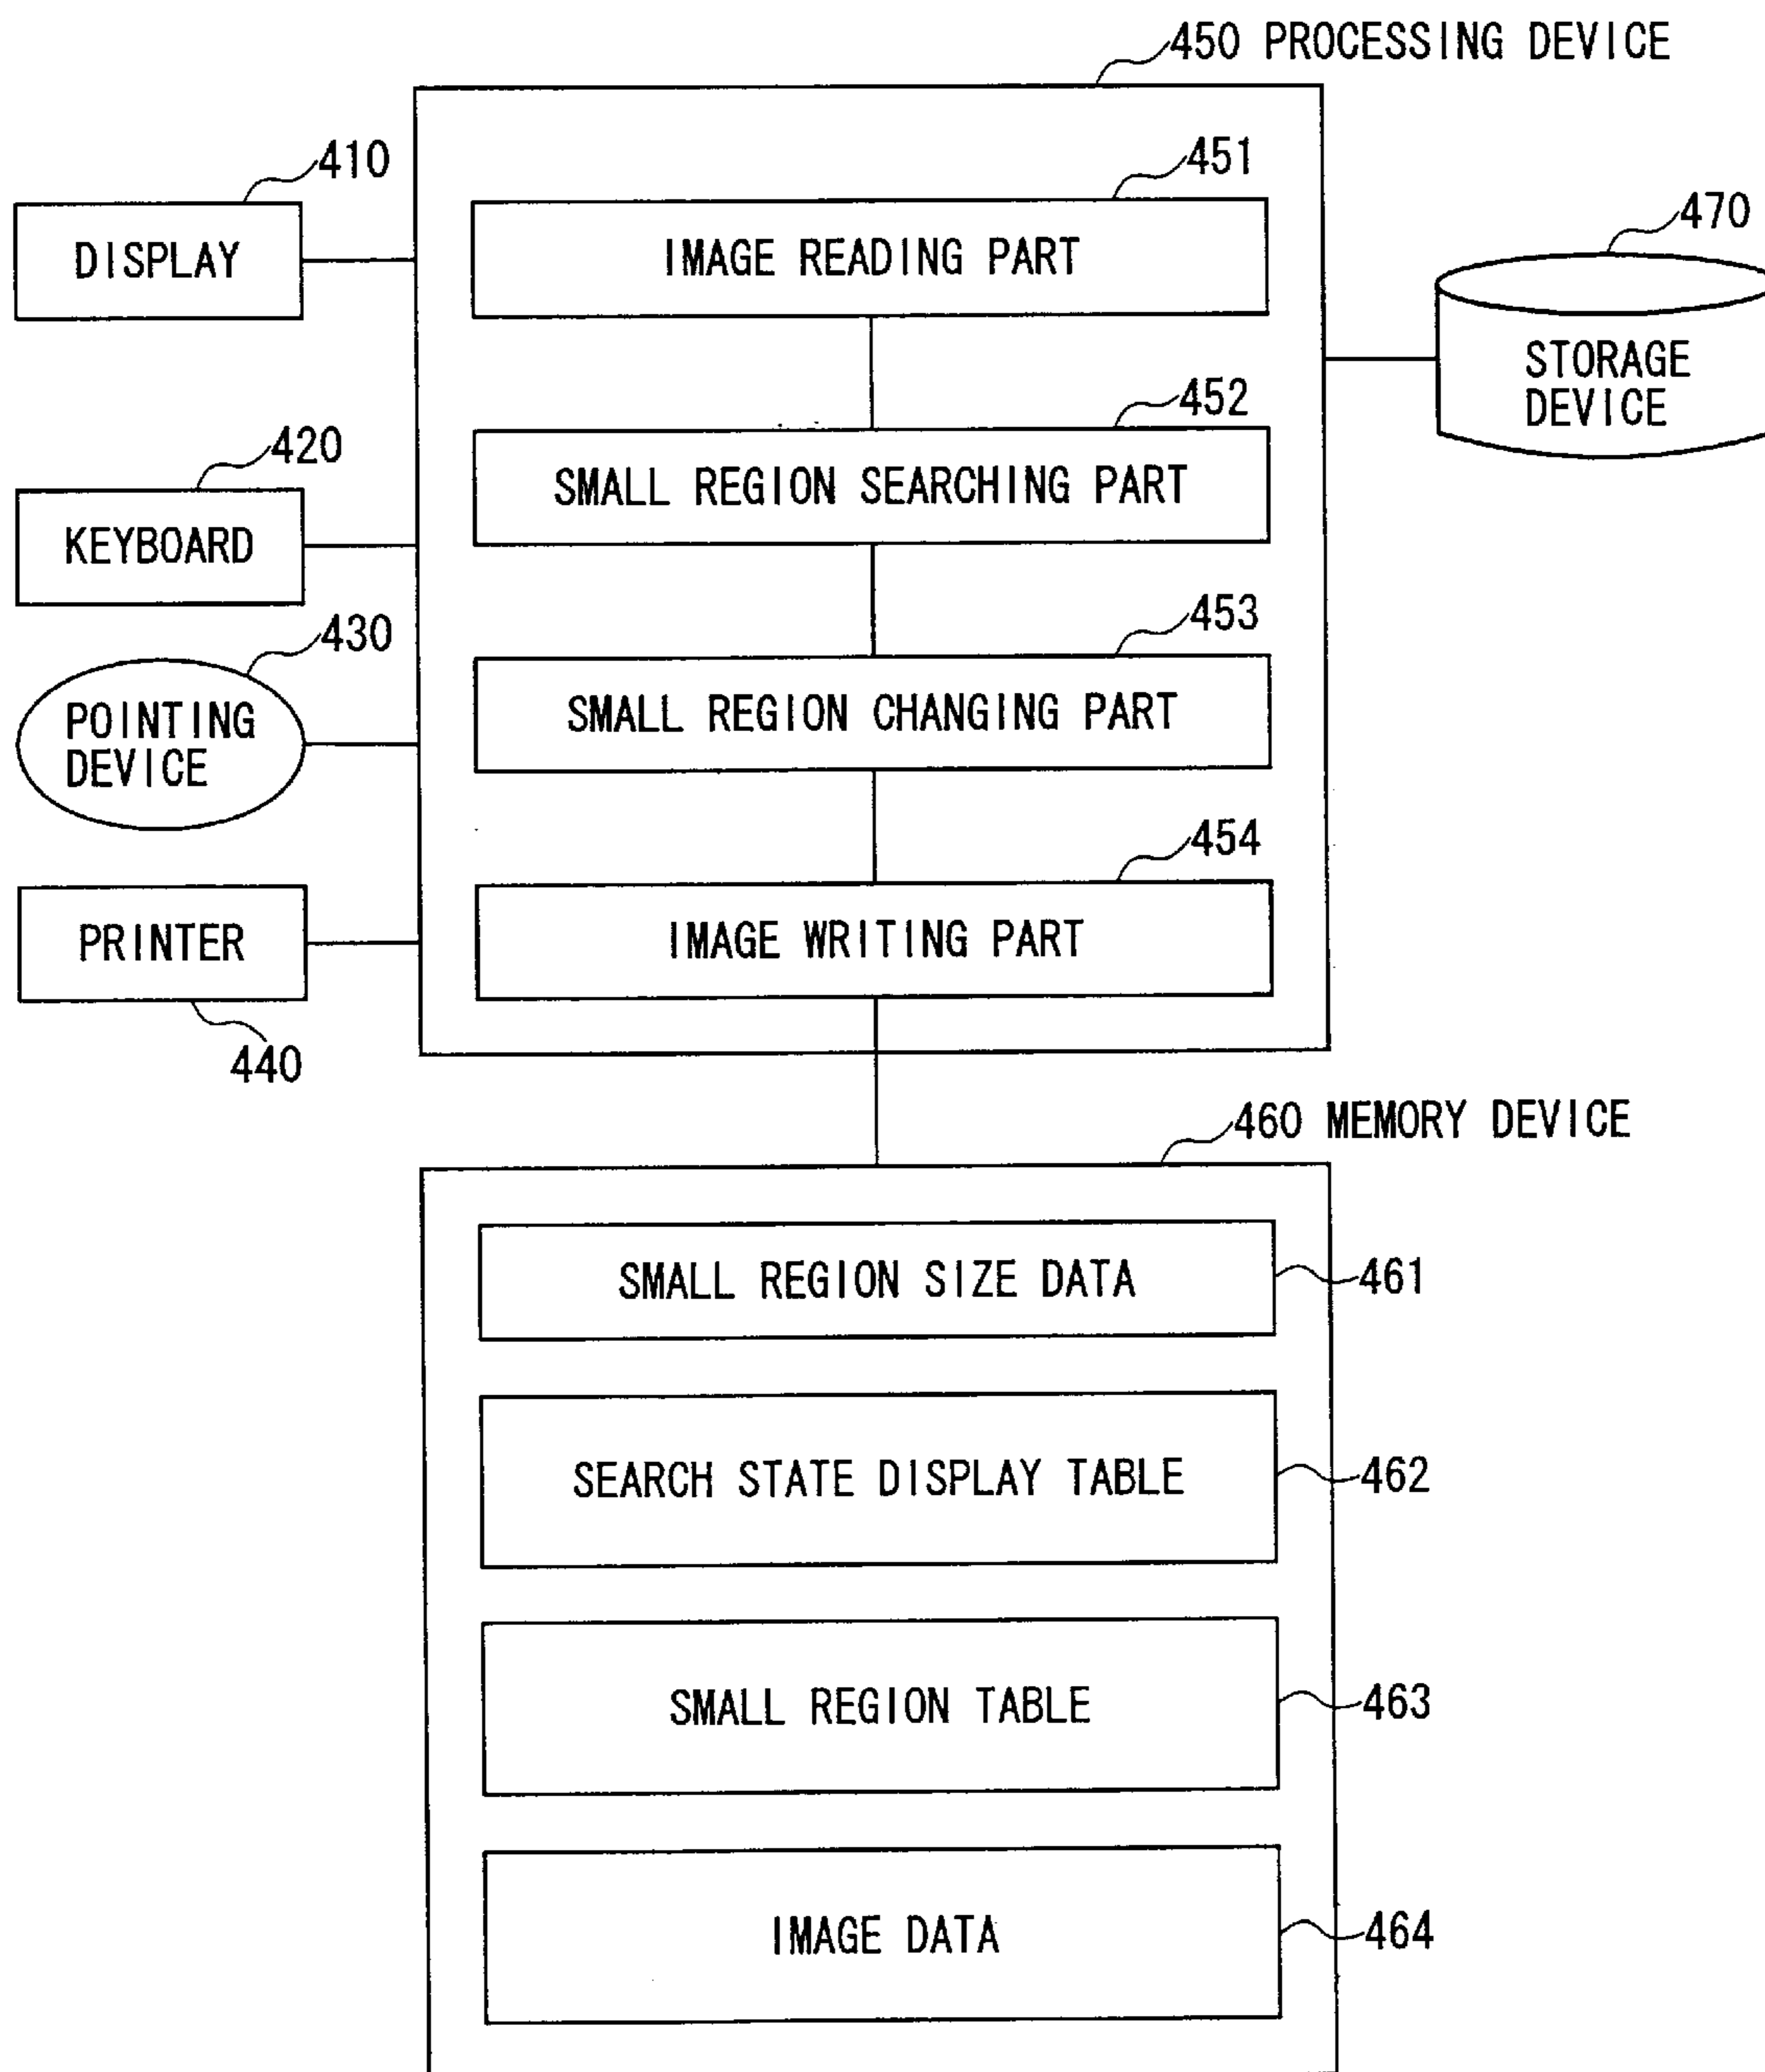 450 PROCESSING DEVICE
410
DISPLAY
451
IMAGE READING PART
470
STORAGE
DEVICE
452
SMALL REGION SEARCHING PART
420
KEYBOARD
453
SMALL REGION CHANGING PART
430
POINTING
DEVICE
454
IMAGE WRITING PART
PRINTER
440
460 MEMORY DEVICE
SMALL REGION SIZE DATA
461
SEARCH STATE DISPLAY TABLE
462
SMALL REGION TABLE
463
IMAGE DATA
464